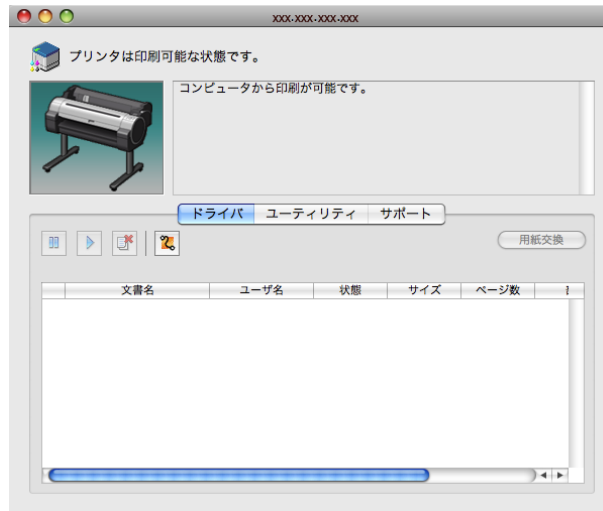 xxx-xxx-xxx-xxx
プリンタは印刷可能な状態です。
コンピュータから印刷が可能です。
ドライバ ユーティリティ サポート
用紙交換
文書名 ユーザ名 状態 サイズ ページ数